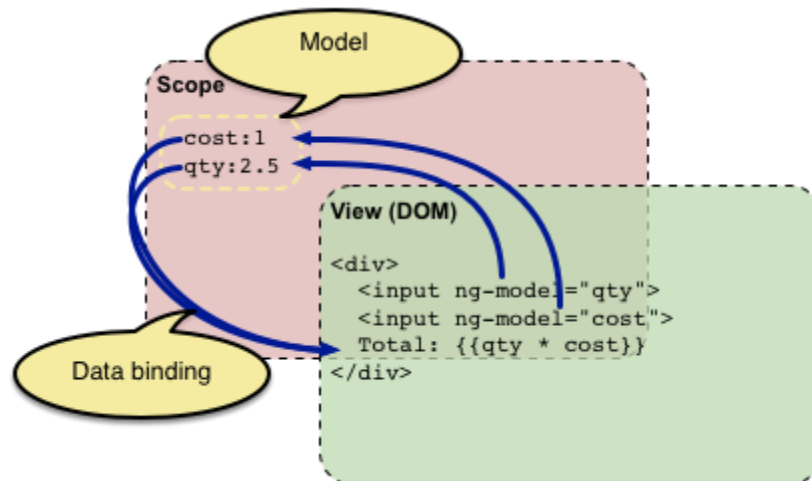 Model
Scope
cost:1
qty:2.5
View (DOM)
<div>
<input ng-model="qty">
<input ng-model="cost">
Total: {{qty * cost}}
</div>
Data binding